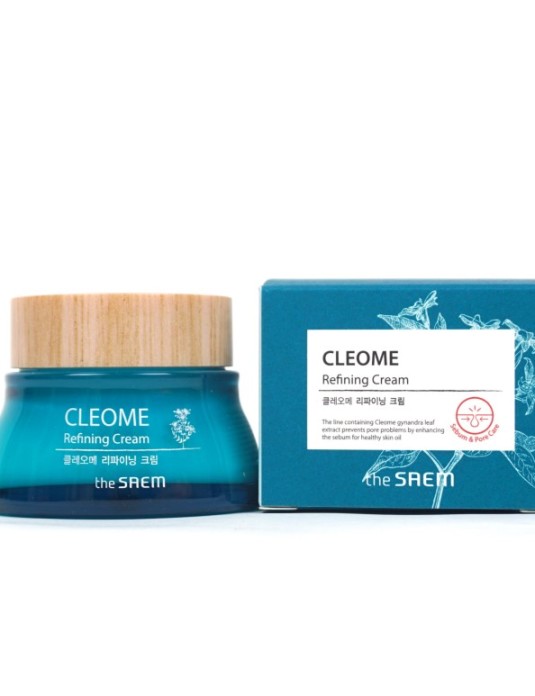 CLEOME
Refining Cream
클레오메 리파이닝 크림
the SAEM
CLEOME
Refining Cream
클레오메 리파이닝 크림
The line containing Cleome gynandra leaf
extract prevents pore problems by enhancing
the sebum for healthy skin oil
Sebum & Pore Care
the SAEM